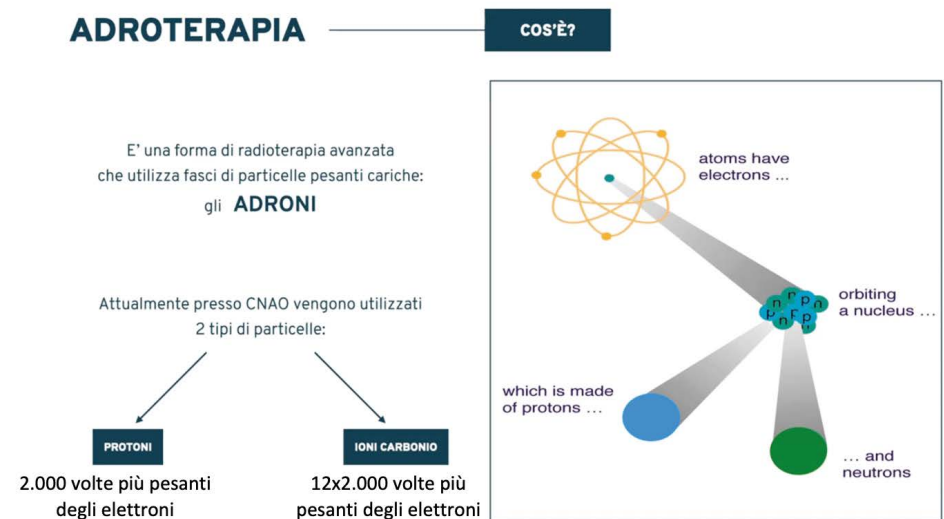 ADROTERAPIA
COS'È?
E' una forma di radioterapia avanzata
che utilizza fasci di particelle pesanti cariche:
gli ADRONI
Attualmente presso CNAO vengono utilizzati
2 tipi di particelle:
PROTONI
IONI CARBONIO
2.000 volte più pesanti
degli elettroni
12x2.000 volte più
pesanti degli elettroni
atoms have
electrons ...
orbiting
a nucleus ...
n
p
n
n
p
p
p
n
which is made
of protons ...
... and
neutrons